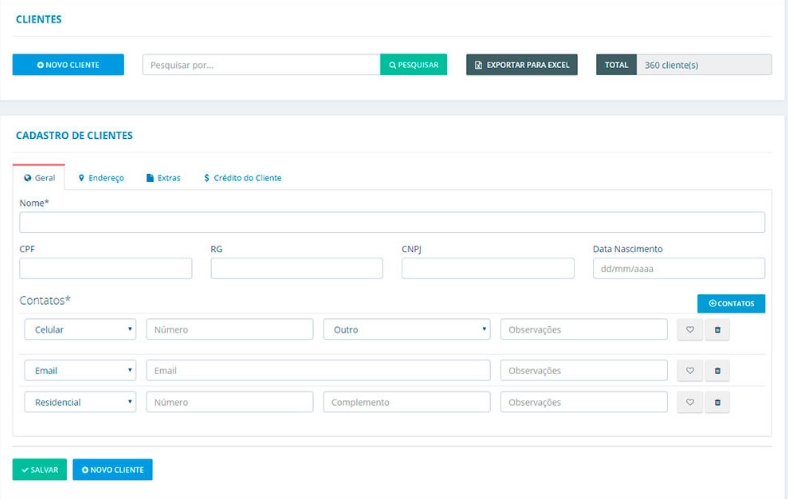 CLIENTES
NOVO CLIENTE Pesquisar por... PESQUISAR EXPORTAR PARA EXCEL TOTAL 360 cliente(s)
CADASTRO DE CLIENTES
Geral Endereço Extras $ Crédito do Cliente
Nome*
CPF RG CNPJ Data Nascimento
dd/mm/aaaa
Contatos* CONTATOS
Celular Número Outro Observações
Email Email Observações
Residencial Número Complemento Observações
SALVAR NOVO CLIENTE